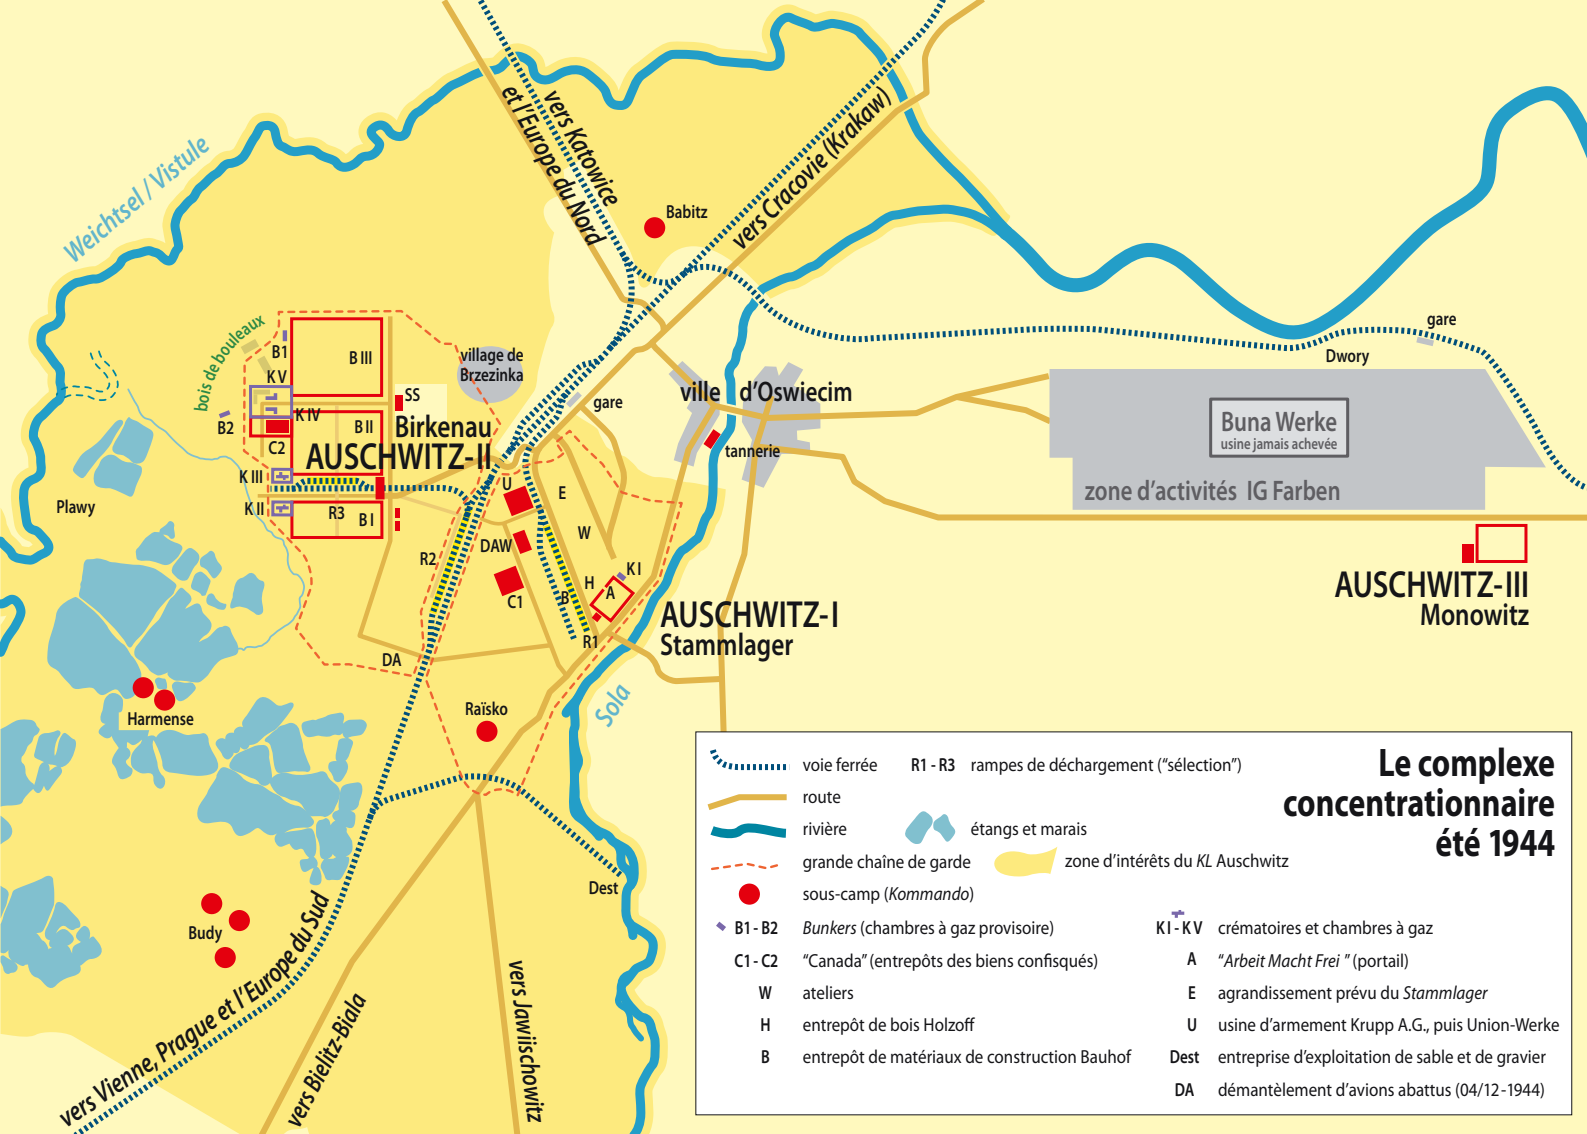 vers Katowice
et l'Europe du Nord
vers Cracovie (Krakaw)
Weichtsel / Vistule
Babitz
bois de bouleaux
B1
B III
K V
K IV
B2
C2
B II
SS
village de
Brzezinka
Birkenau
AUSCHWITZ-II
K III
K II
R3
B I
Plawy
gare
ville d'Oswiecim
tannerie
gare
Dwory
Buna Werke
usine jamais achevée
zone d'activités IG Farben
AUSCHWITZ-III
Monowitz
U
E
W
DAW
R2
C1
H
K I
A
B
R1
AUSCHWITZ-I
Stammlager
DA
Sola
Raïsko
Harmense
Budy
Dest
vers Vienne, Prague et l'Europe du Sud
vers Bielitz-Biala
vers Jawiischowitz
Le complexe
concentrationnaire
été 1944
voie ferrée
R1 - R3 rampes de déchargement (“sélection”)
route
rivière
étangs et marais
grande chaîne de garde
zone d'intérêts du KL Auschwitz
sous-camp (Kommando)
B1 - B2 Bunkers (chambres à gaz provisoire)
C1 - C2 “Canada” (entrepôts des biens confisqués)
W ateliers
H entrepôt de bois Holzoff
B entrepôt de matériaux de construction Bauhof
K I - K V crématoires et chambres à gaz
A “Arbeit Macht Frei ” (portail)
E agrandissement prévu du Stammlager
U usine d'armement Krupp A.G., puis Union-Werke
Dest entreprise d'exploitation de sable et de gravier
DA démantèlement d'avions abattus (04/12-1944)